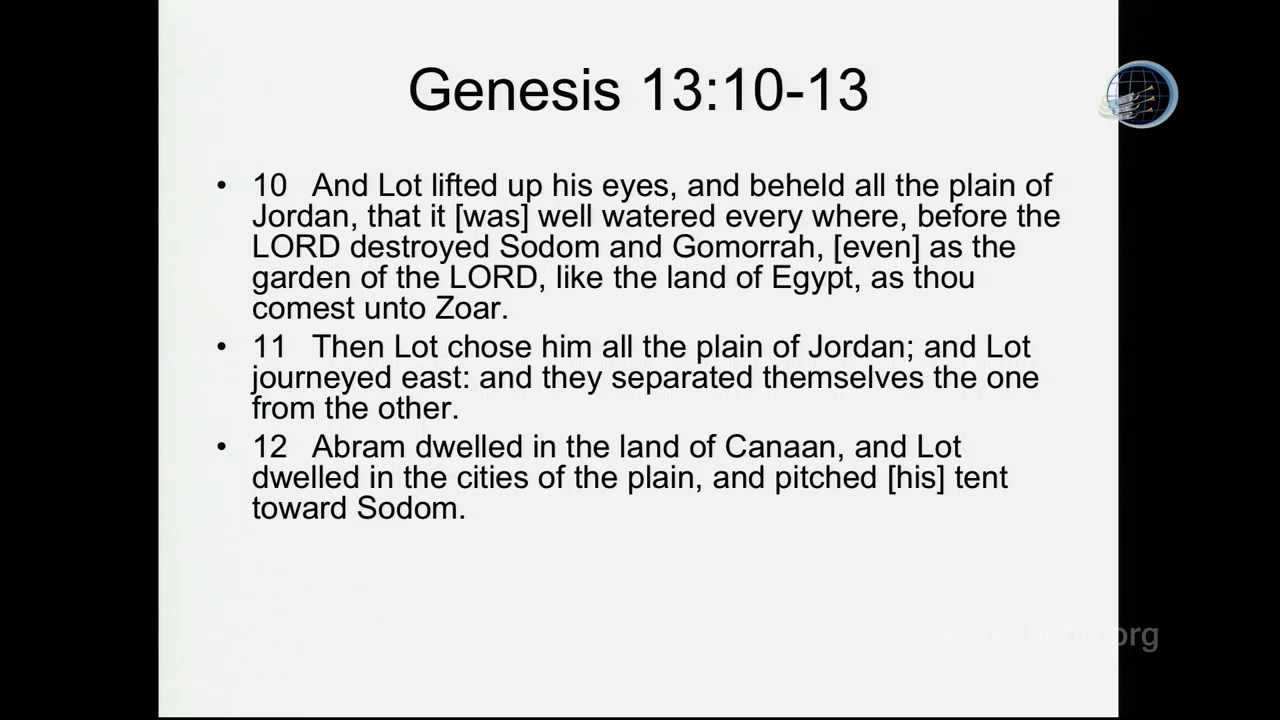 Genesis 13:10-13
• 10 And Lot lifted up his eyes, and beheld all the plain of
Jordan, that it [was] well watered every where, before the
LORD destroyed Sodom and Gomorrah, [even] as the
garden of the LORD, like the land of Egypt, as thou
comest unto Zoar.
• 11 Then Lot chose him all the plain of Jordan; and Lot
journeyed east: and they separated themselves the one
from the other.
• 12 Abram dwelled in the land of Canaan, and Lot
dwelled in the cities of the plain, and pitched [his] tent
toward Sodom.